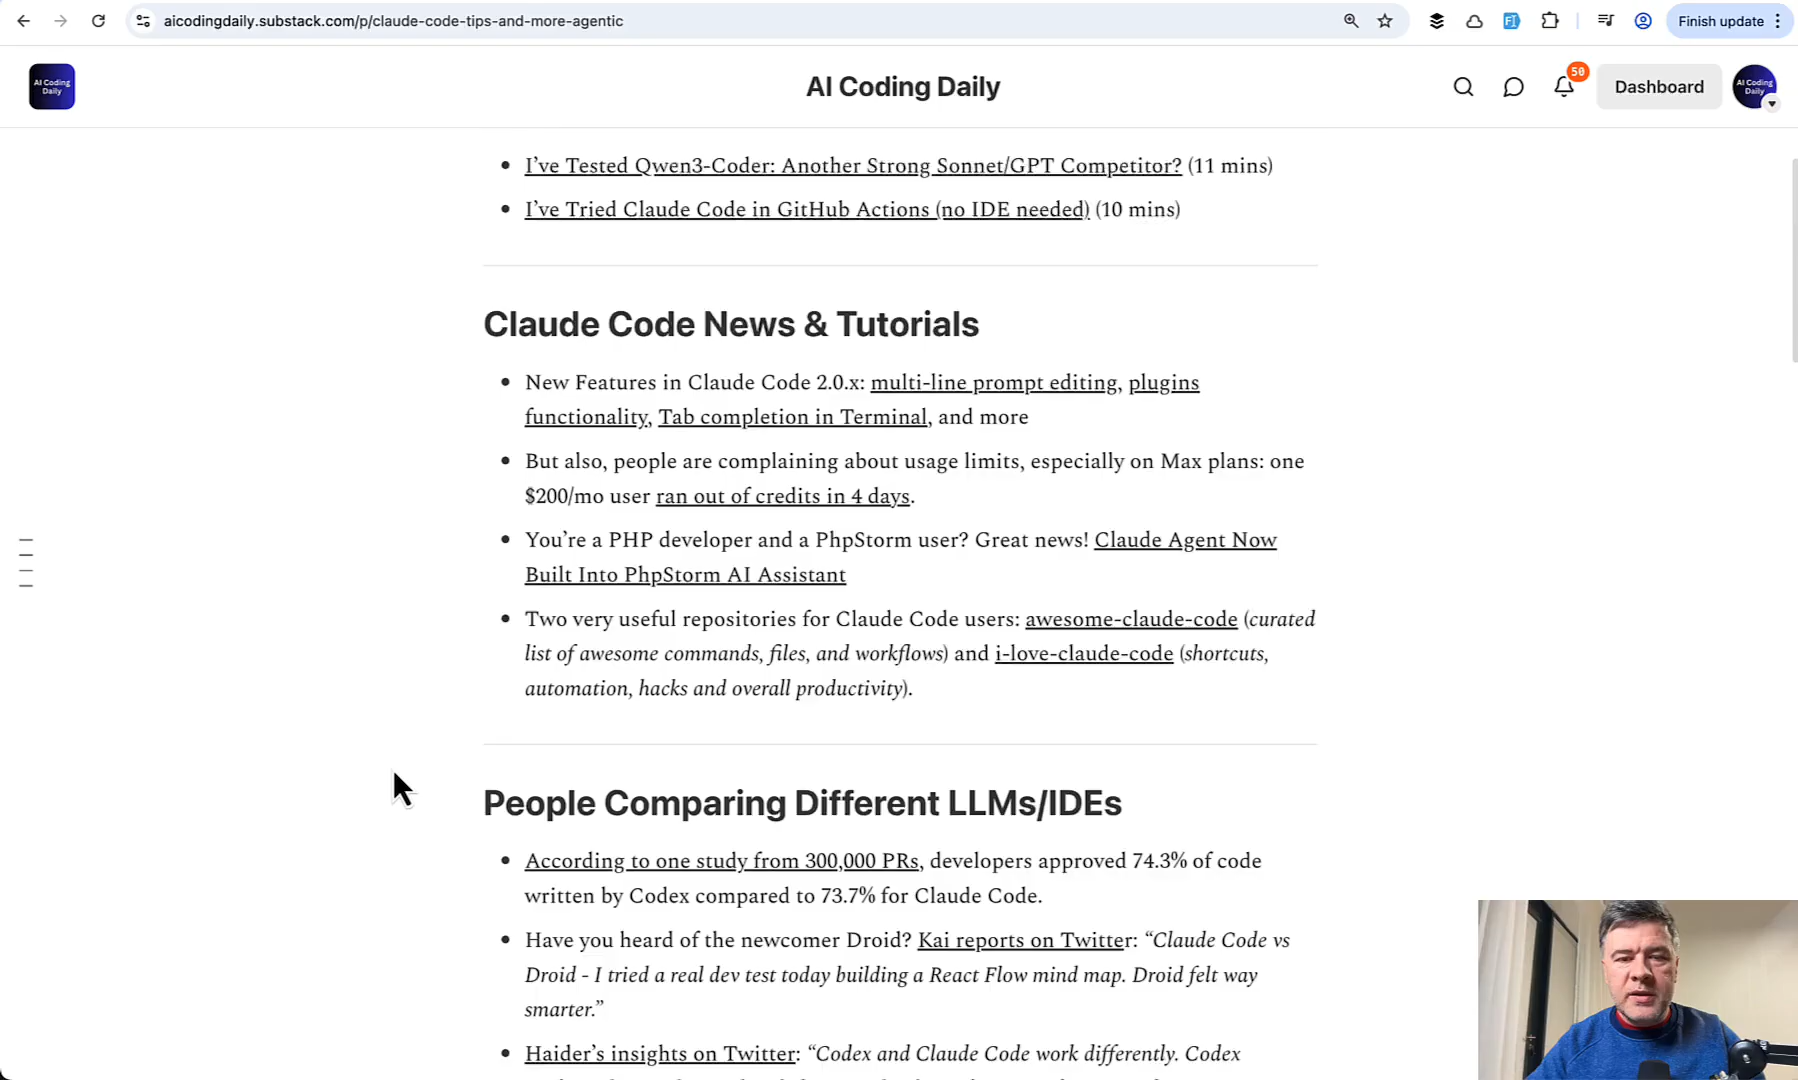 aicodingdaily.substack.com/p/claude-code-tips-and-more-agentic
Finish update
AI Coding
Daily
AI Coding Daily
50
Dashboard
AI Coding
Daily
I’ve Tested Qwen3-Coder: Another Strong Sonnet/GPT Competitor? (11 mins)
I’ve Tried Claude Code in GitHub Actions (no IDE needed) (10 mins)
Claude Code News & Tutorials
New Features in Claude Code 2.0.x: multi-line prompt editing, plugins
functionality, Tab completion in Terminal, and more
But also, people are complaining about usage limits, especially on Max plans: one
$200/mo user ran out of credits in 4 days.
You’re a PHP developer and a PhpStorm user? Great news! Claude Agent Now
Built Into PhpStorm AI Assistant
Two very useful repositories for Claude Code users: awesome-claude-code (curated
list of awesome commands, files, and workflows) and i-love-claude-code (shortcuts,
automation, hacks and overall productivity).
People Comparing Different LLMs/IDEs
According to one study from 300,000 PRs, developers approved 74.3% of code
written by Codex compared to 73.7% for Claude Code.
Have you heard of the newcomer Droid? Kai reports on Twitter: “Claude Code vs
Droid - I tried a real dev test today building a React Flow mind map. Droid felt way
smarter.”
Haider’s insights on Twitter: “Codex and Claude Code work differently. Codex